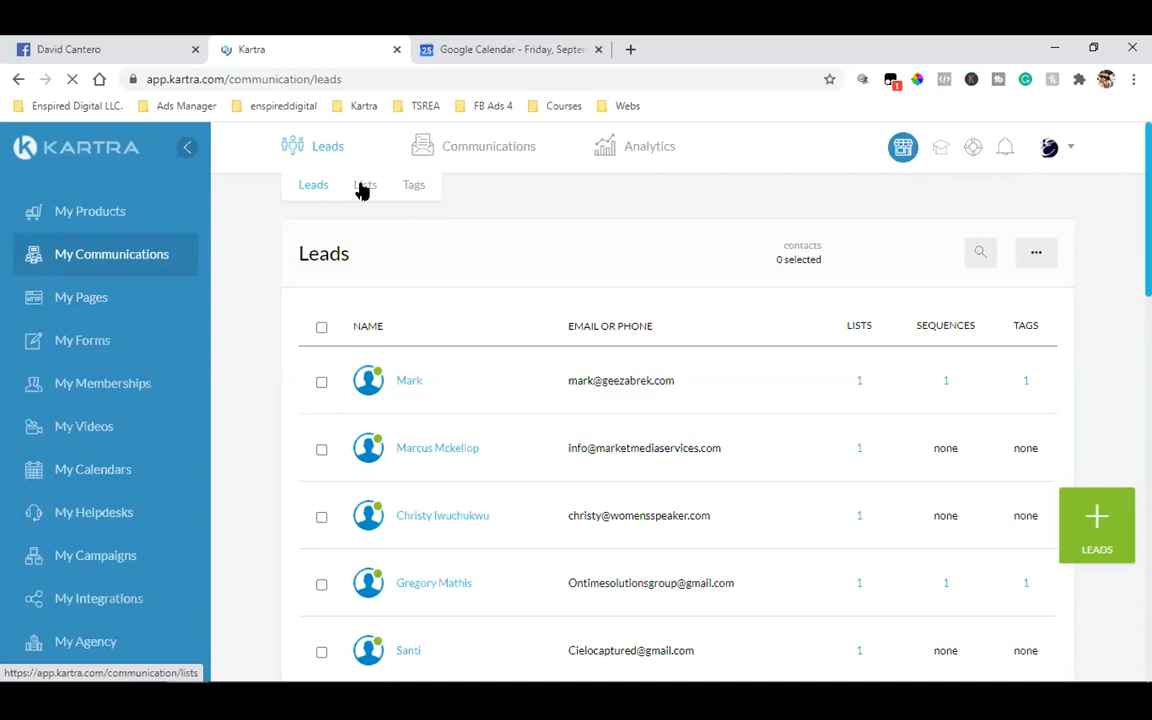 David Cantero
Kartra
25
Google Calendar - Friday, Septem
app.kartra.com/communication/leads
1
Enspired Digital LLC.
Ads Manager
enspireddigital
Kartra
TSREA
FB Ads 4
Courses
Webs
KARTRA
Leads
Communications
Analytics
Leads
Lists
Tags
My Products
My Communications
My Pages
My Forms
My Memberships
My Videos
My Calendars
My Helpdesks
My Campaigns
My Integrations
My Agency
Leads
contacts
0 selected
NAME
EMAIL OR PHONE
LISTS
SEQUENCES
TAGS
Mark
mark@geezabrek.com
1
1
1
Marcus Mckellop
info@marketmediaservices.com
1
none
none
Christy Iwuchukwu
christy@womensspeaker.com
1
none
none
Gregory Mathis
Ontimesolutionsgroup@gmail.com
1
1
1
Santi
Cielocaptured@gmail.com
1
none
none
LEADS
https://app.kartra.com/communication/lists